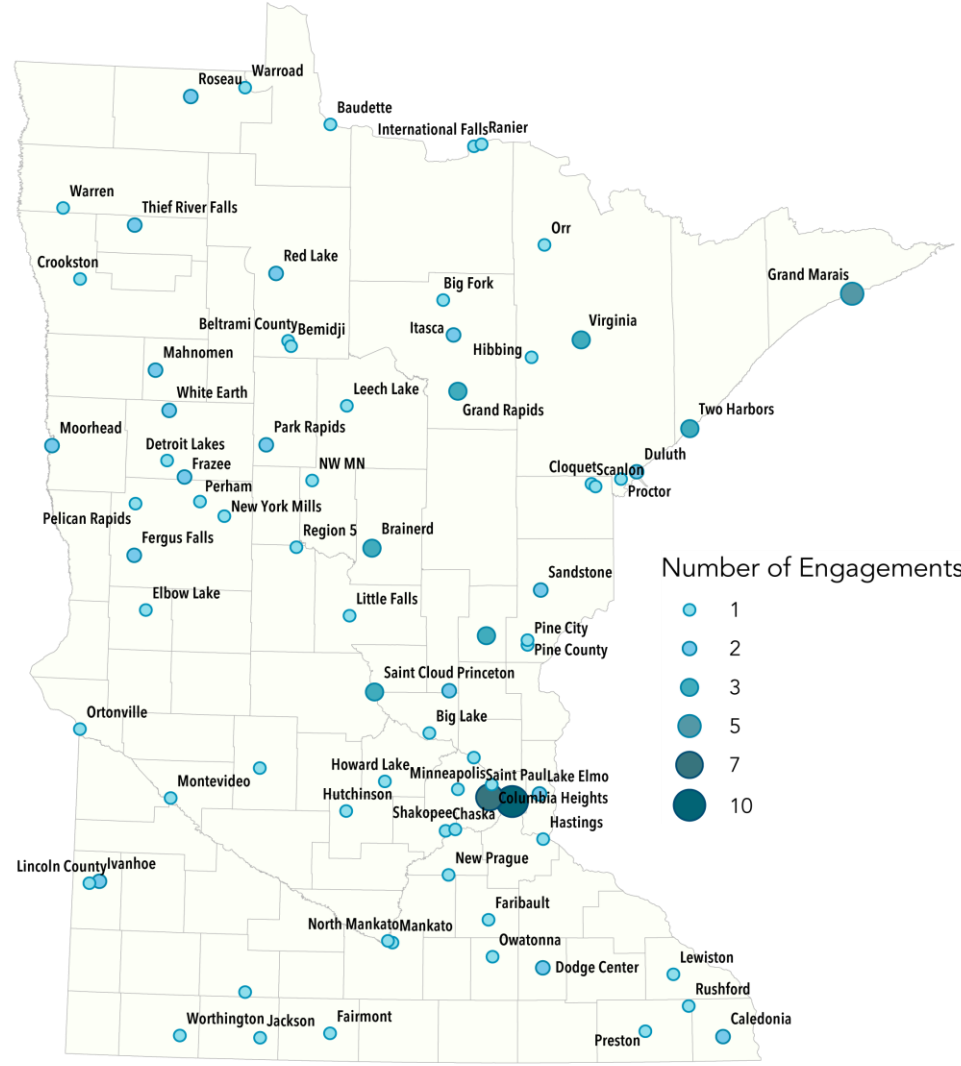 Warroad
Roseau
Baudette
International Falls
Ranier
Warren
Thief River Falls
Orr
Crookston
Red Lake
Grand Marais
Big Fork
Beltrami County
Bemidji
Itasca
Virginia
Hibbing
Mahnomen
White Earth
Leech Lake
Grand Rapids
Two Harbors
Moorhead
Park Rapids
Detroit Lakes
Frazee
NW MN
Duluth
Cloquet
Scanlon
Proctor
Perham
New York Mills
Pelican Rapids
Region 5
Brainerd
Fergus Falls
Number of Engagements
1
2
3
5
7
10
Sandstone
Elbow Lake
Little Falls
Pine City
Pine County
Saint Cloud
Princeton
Ortonville
Big Lake
Howard Lake
Minneapolis
Saint Paul
Lake Elmo
Montevideo
Hutchinson
Columbia Heights
Shakopee
Chaska
Hastings
Lincoln County
Ivanhoe
New Prague
Faribault
North Mankato
Mankato
Owatonna
Dodge Center
Lewiston
Rushford
Worthington
Jackson
Fairmont
Preston
Caledonia